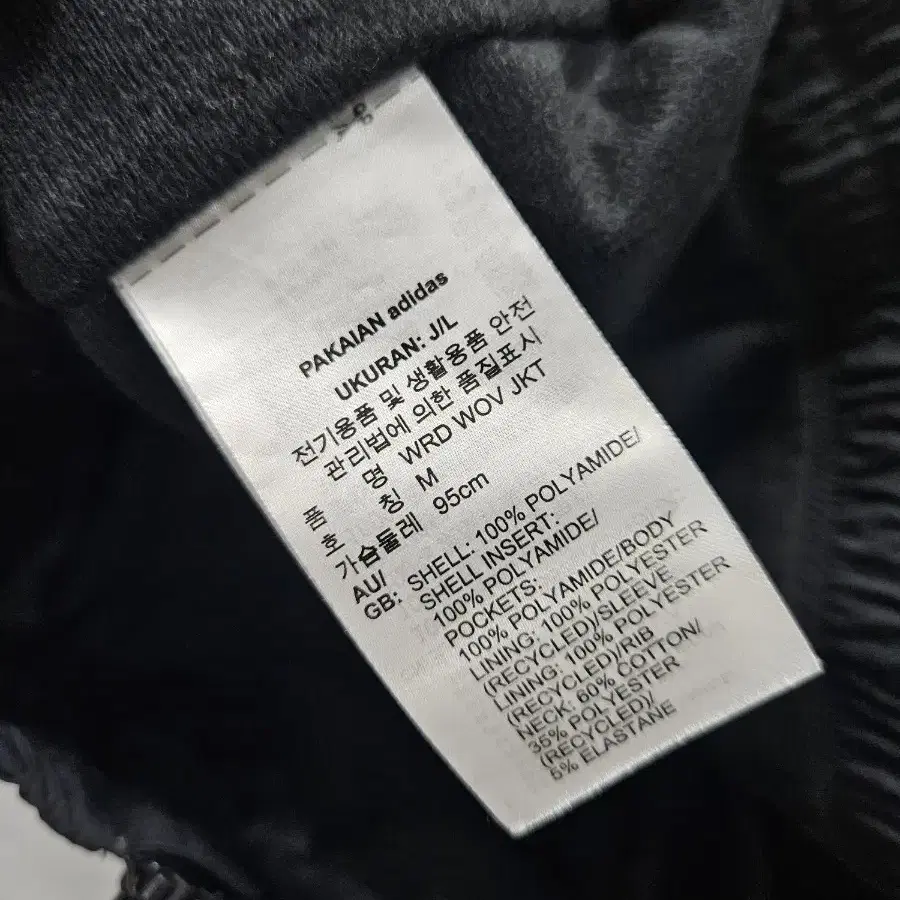 PAKAIAN adidas
UKURAN: J/L
전기용품 및 생활용품 안전
관리법에 의한 품질표시
품 명 WRD WOV JKT
호 칭 M
가슴둘레 95cm
AU/
GB: SHELL: 100% POLYAMIDE/
SHELL INSERT:
100% POLYAMIDE/
POCKETS:
100% POLYAMIDE/BODY
LINING: 100% POLYESTER
(RECYCLED)/SLEEVE
LINING: 100% POLYESTER
(RECYCLED)/RIB
NECK: 60% COTTON/
35% POLYESTER
(RECYCLED)/
5% ELASTANE